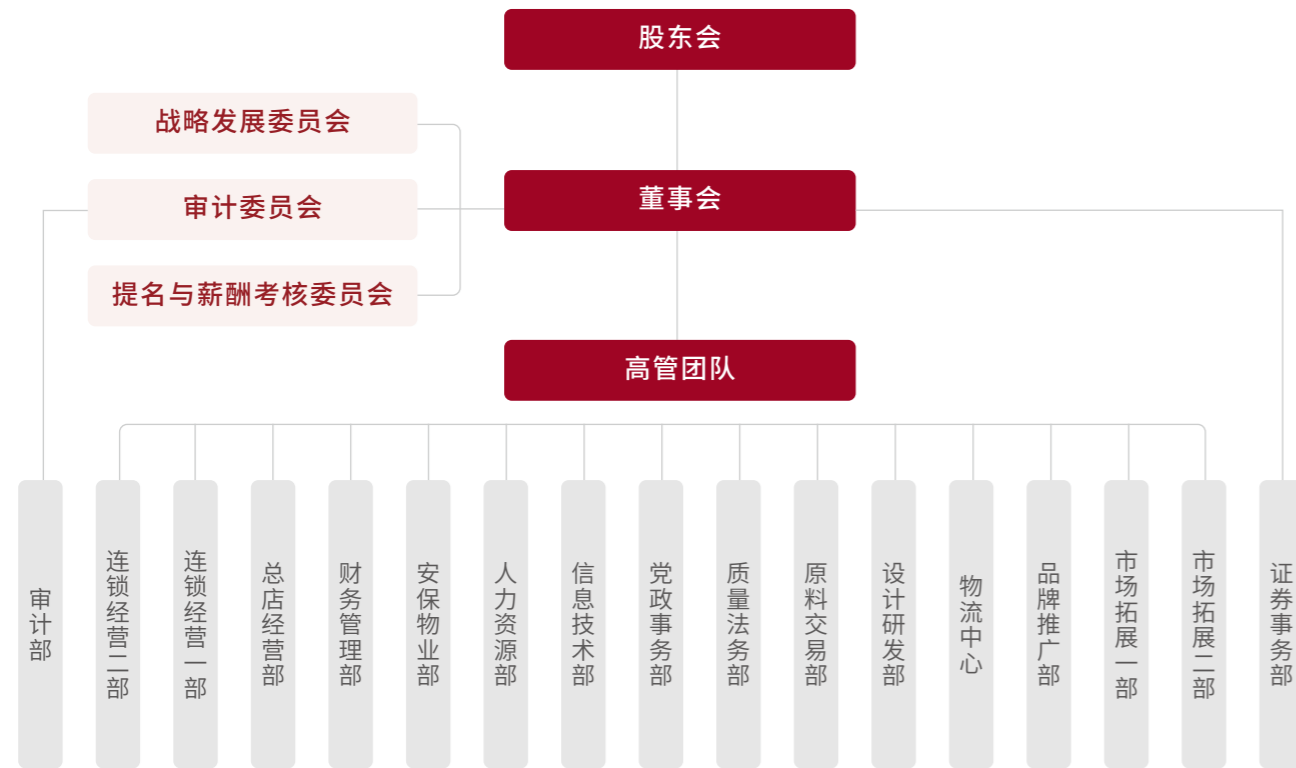 股东会
战略发展委员会
审计委员会
董事会
提名与薪酬考核委员会
高管团队
审计部
连锁经营二部
连锁经营一部
总店经营部
财务管理部
安保物业部
人力资源部
信息技术部
党政事务部
质量法务部
原料交易部
设计研发部
物流中心
品牌推广部
市场拓展一部
市场拓展二部
证券事务部